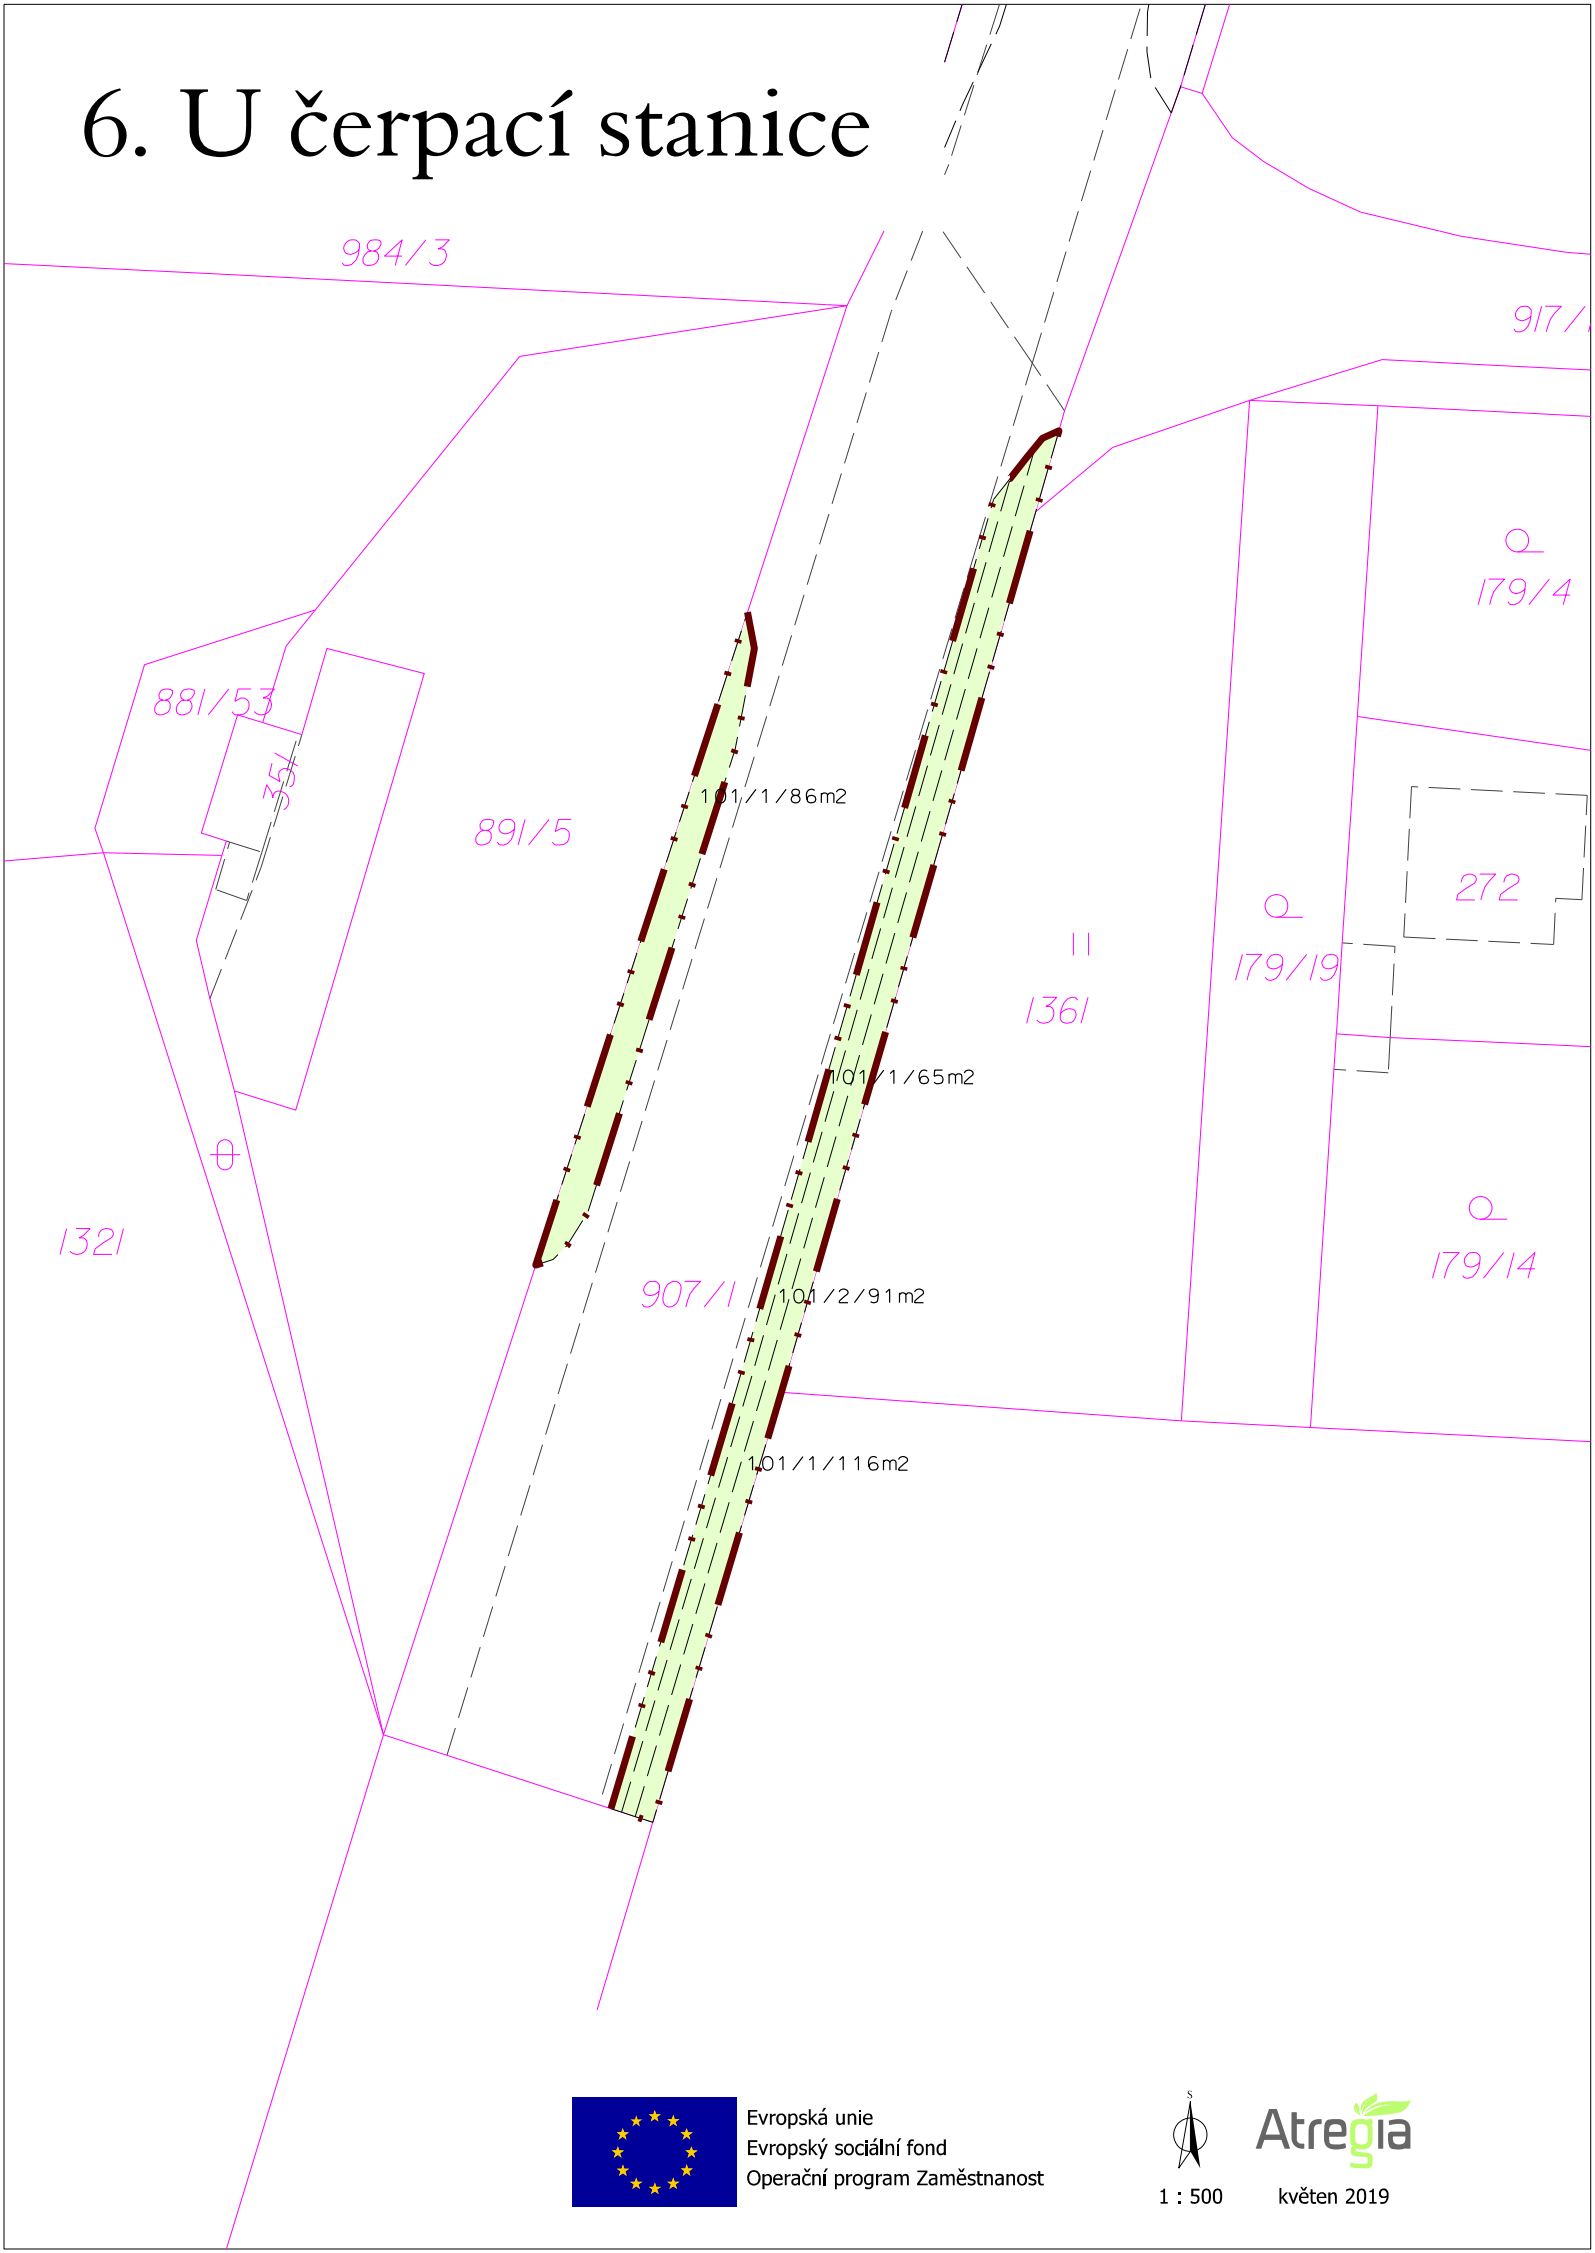 6. U čerpací stanice
984/3
917/
179/4
881/53
351
101/1/86m2
891/5
272
179/19
1361
101/1/65m2
1321
179/14
907/1
101/2/91m2
101/1/116m2
Evropská unie
Evropský sociální fond
Operační program Zaměstnanost
S
1 : 500
Atregia
květen 2019